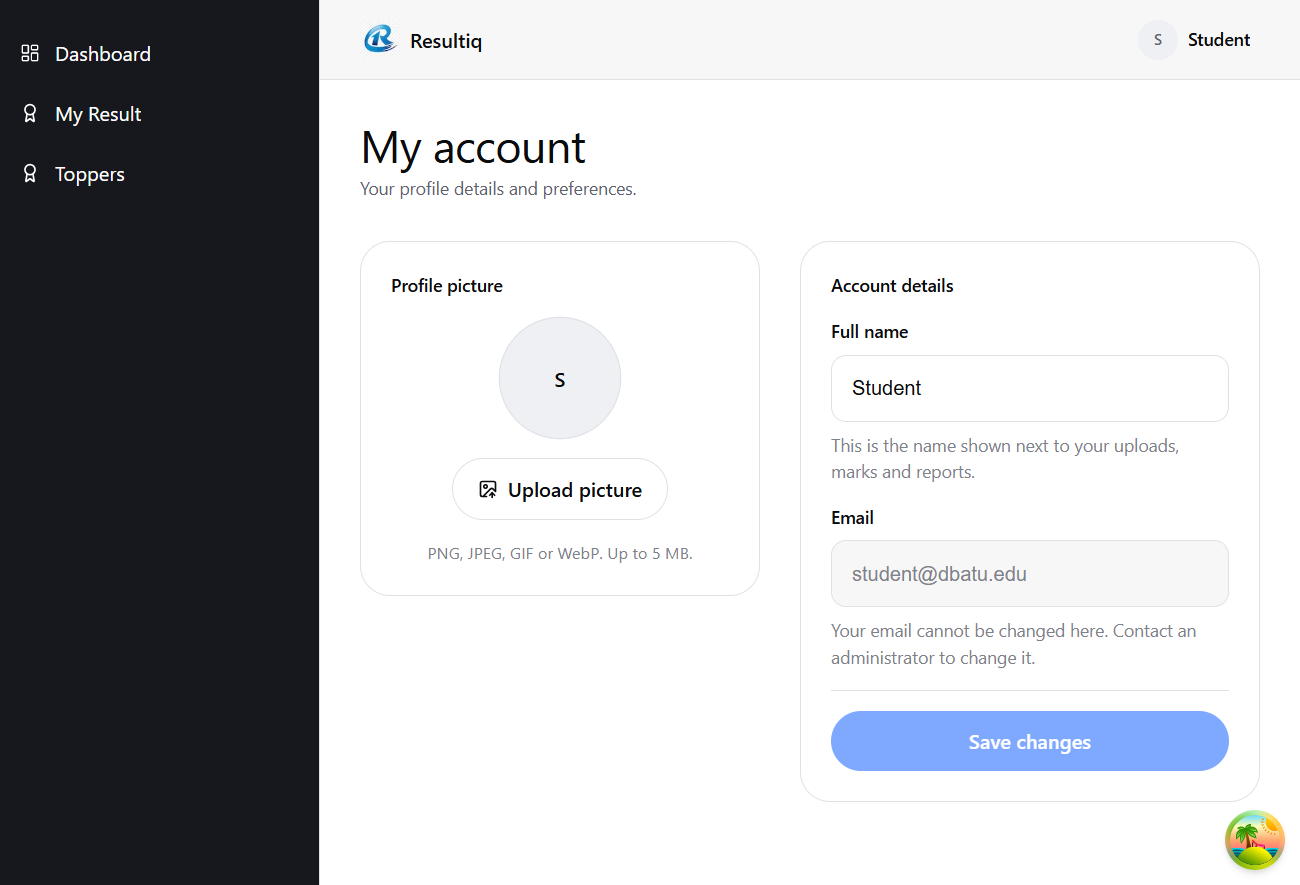 Dashboard
My Result
Toppers
Resultiq
S
Student
My account
Your profile details and preferences.
Profile picture
S
Upload picture
PNG, JPEG, GIF or WebP. Up to 5 MB.
Account details
Full name
Student
This is the name shown next to your uploads,
marks and reports.
Email
student@dbatu.edu
Your email cannot be changed here. Contact an
administrator to change it.
Save changes